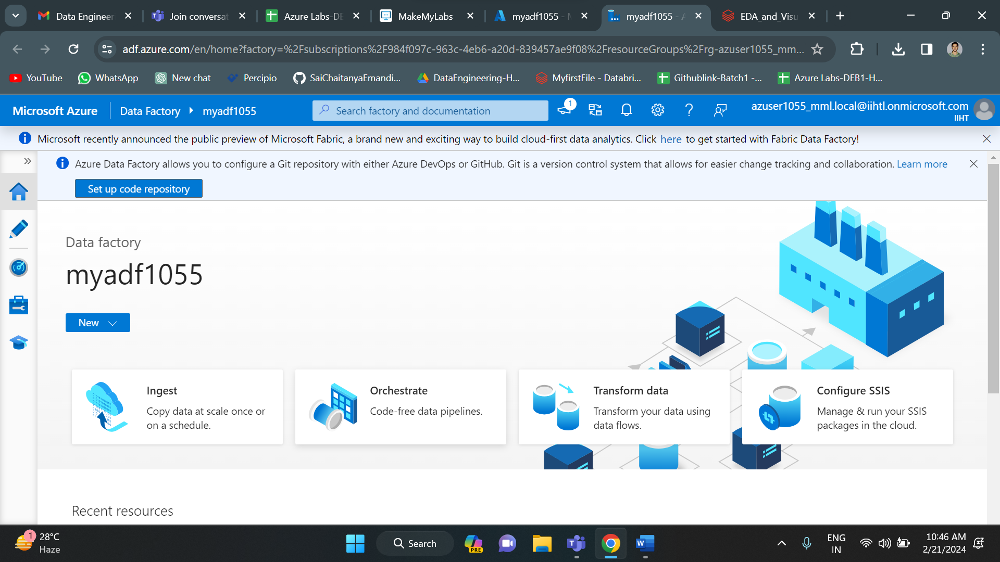 Data Engineer
Join conversat
Azure Labs-DE
MakeMyLabs
myadf1055 - M
myadf1055 - A
EDA_and_Visu
adf.azure.com/en/home?factory=%2Fsubscriptions%2F984f097c-963c-4eb6-a20d-839457ae9f08%2FresourceGroups%2Frg-azuser1055_mm...
YouTube
WhatsApp
New chat
Percipio
SaiChaitanyaEmandi...
DataEngineering-H...
MyfirstFile - Databri...
Githublink-Batch1 -...
Azure Labs-DEB1-H...
Microsoft Azure
Data Factory
myadf1055
Search factory and documentation
1
azuser1055_mml.local@iihtl.onmicrosoft.com
IIHT
Microsoft recently announced the public preview of Microsoft Fabric, a brand new and exciting way to build cloud-first data analytics. Click here to get started with Fabric Data Factory!
Azure Data Factory allows you to configure a Git repository with either Azure DevOps or GitHub. Git is a version control system that allows for easier change tracking and collaboration. Learn more
Set up code repository
Data factory
myadf1055
New
Ingest
Copy data at scale once or
on a schedule.
Orchestrate
Code-free data pipelines.
Transform data
Transform your data using
data flows.
Configure SSIS
Manage & run your SSIS
packages in the cloud.
Recent resources
1
28°C
Haze
Search
PRE
ENG
IN
10:46 AM
2/21/2024